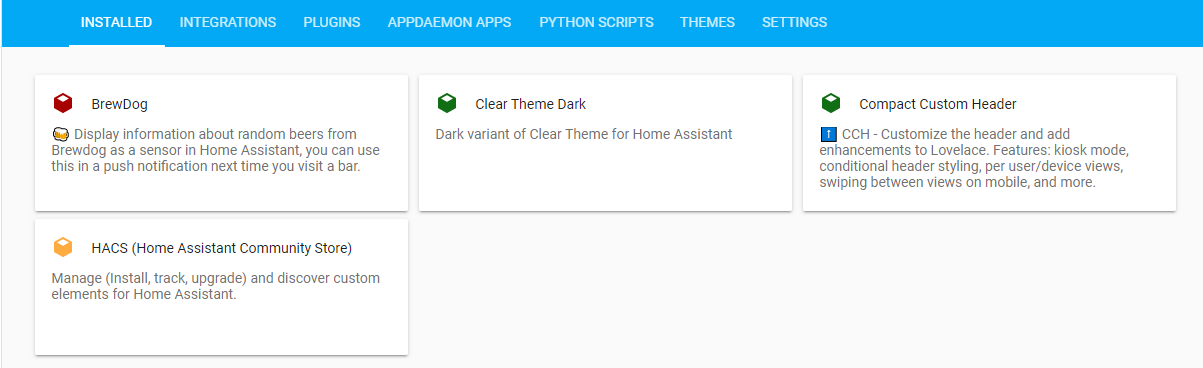 INSTALLED INTEGRATIONS PLUGINS APPDAEMON APPS PYTHON SCRIPTS THEMES SETTINGS
BrewDog
🍻 Display information about random beers from
Brewdog as a sensor in Home Assistant, you can use
this in a push notification next time you visit a bar.
Clear Theme Dark
Dark variant of Clear Theme for Home Assistant
Compact Custom Header
⬆ CCH - Customize the header and add
enhancements to Lovelace. Features: kiosk mode,
conditional header styling, per user/device views,
swiping between views on mobile, and more.
HACS (Home Assistant Community Store)
Manage (Install, track, upgrade) and discover custom
elements for Home Assistant.